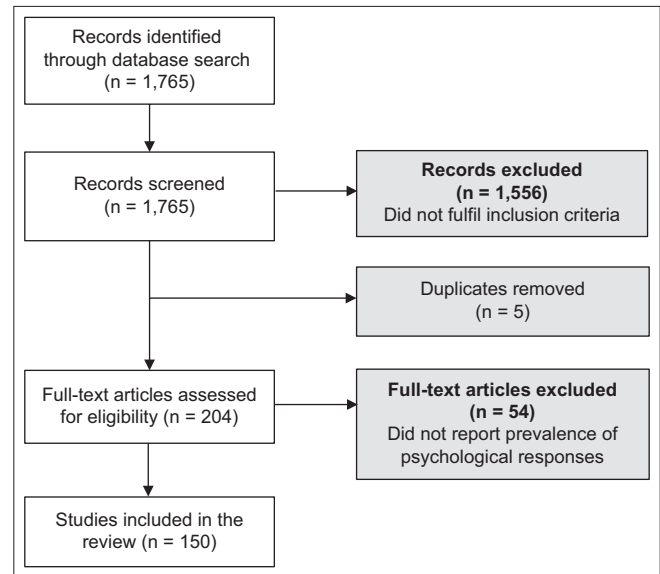 Records identified
through database search
(n = 1,765)
Records screened
(n = 1,765)
Records excluded
(n = 1,556)
Did not fulfil inclusion criteria
Duplicates removed
(n = 5)
Full-text articles assessed
for eligibility (n = 204)
Full-text articles excluded
(n = 54)
Did not report prevalence of
psychological responses
Studies included in the
review (n = 150)